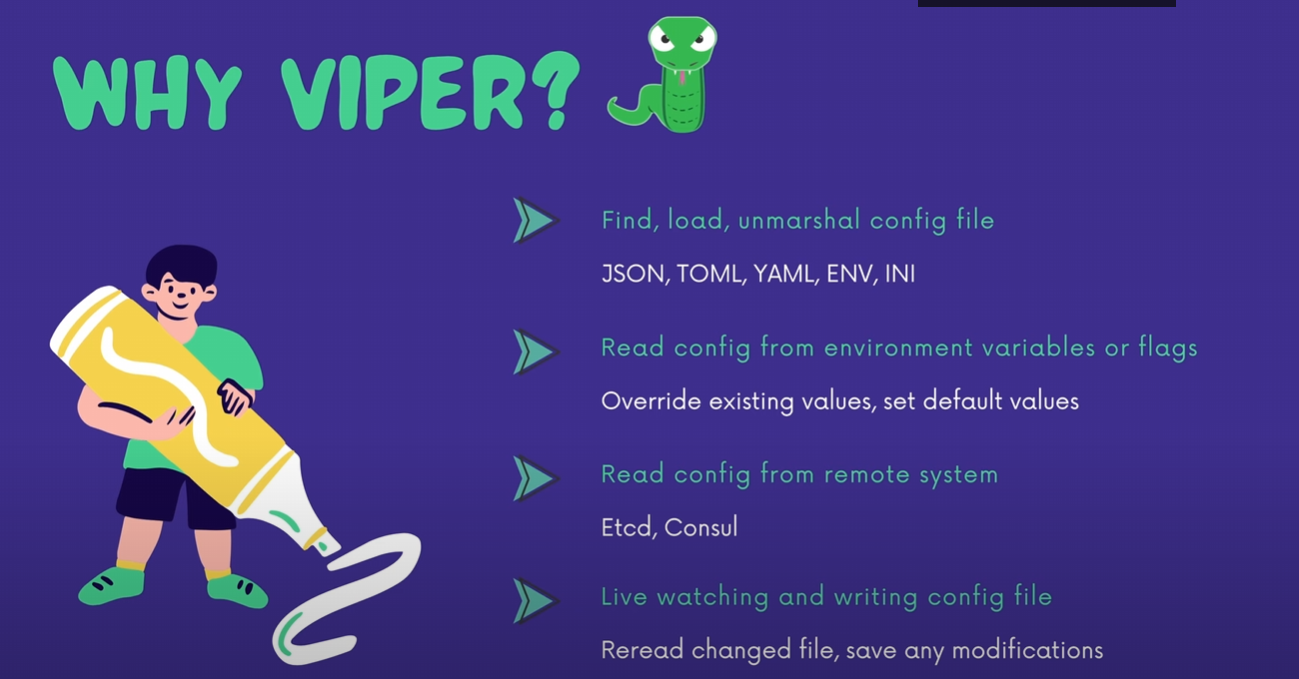 WHY VIPER?
Find, load, unmarshal config file
JSON, TOML, YAML, ENV, INI
Read config from environment variables or flags
Override existing values, set default values
Read config from remote system
Etcd, Consul
Live watching and writing config file
Reread changed file, save any modifications